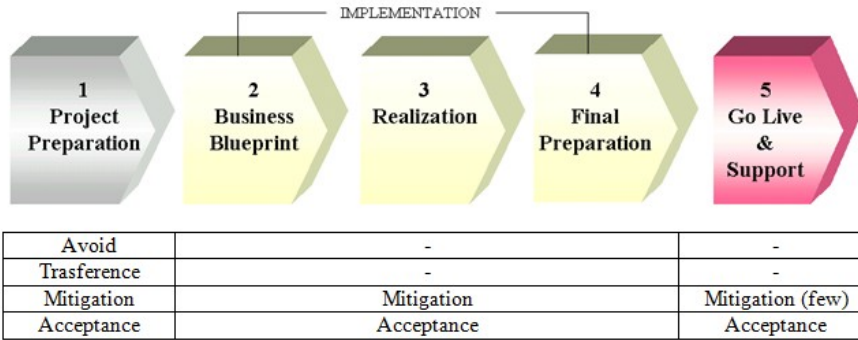 IMPLEMENTATION
1
Project
Preparation
2
Business
Blueprint
3
Realization
4
Final
Preparation
5
Go Live
&
Support
Avoid - -
Trasference - -
Mitigation Mitigation Mitigation (few)
Acceptance Acceptance Acceptance